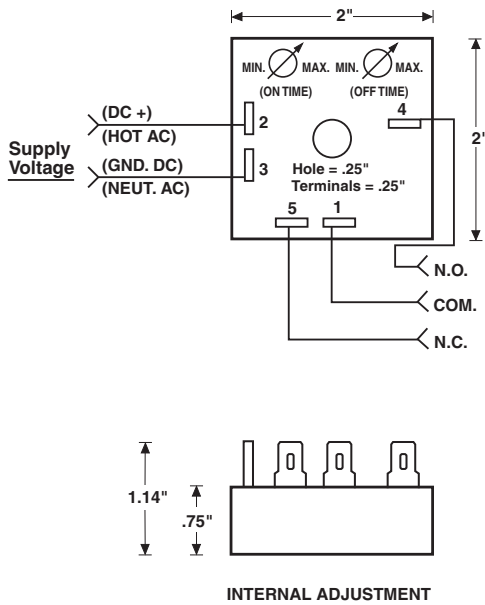 2"
MIN. MAX. MIN. MAX.
(ON TIME) (OFF TIME)
4
(DC +)
2
(HOT AC)
2'
Supply
Voltage
(GND. DC)
3
(NEUT. AC)
Hole = .25"
Terminals = .25"
5 1
N.O.
COM.
N.C.
1.14"
.75"
INTERNAL ADJUSTMENT